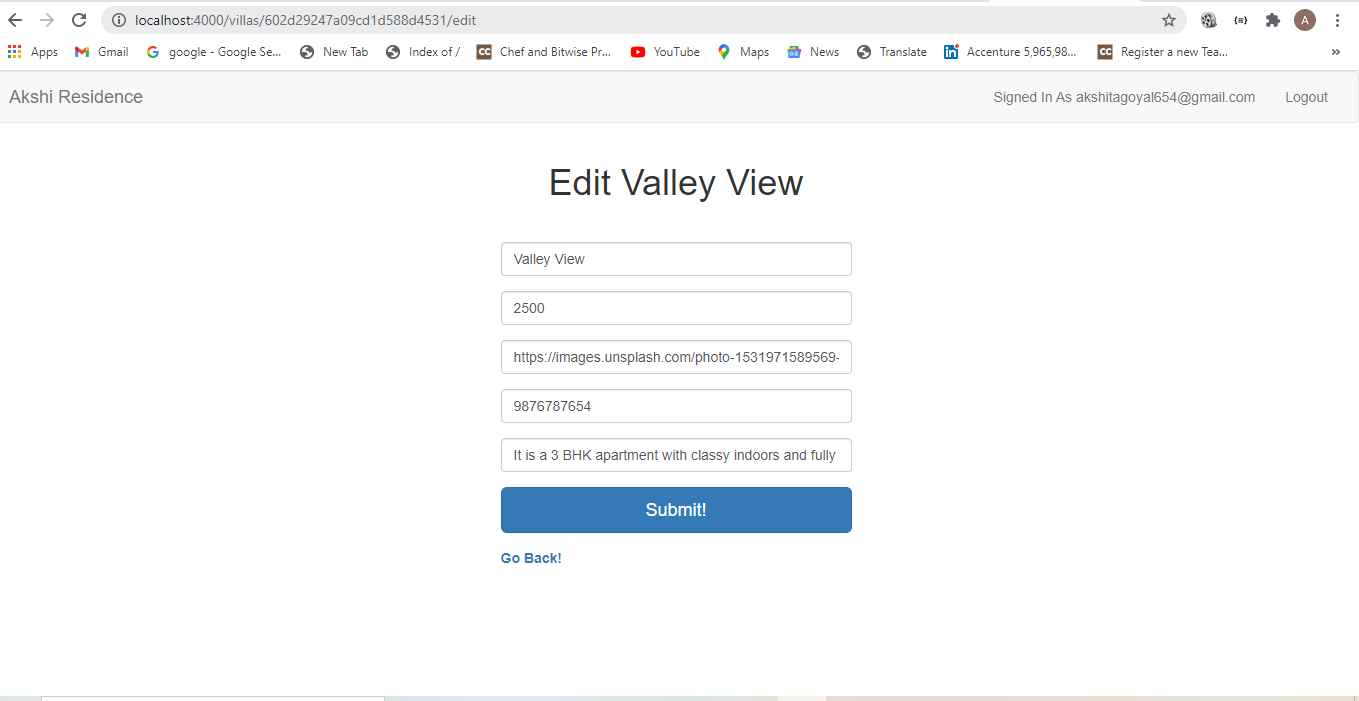 localhost:4000/villas/602d29247a09cd1d588d4531/edit
A
Apps Gmail google - Google Se... New Tab Index of / CC Chef and Bitwise Pr... YouTube Maps News Translate in Accenture 5,965,98... CC Register a new Tea... »
Akshi Residence Signed In As akshitagoyal654@gmail.com Logout
Edit Valley View
Valley View
2500
https://images.unsplash.com/photo-1531971589569-
9876787654
It is a 3 BHK apartment with classy indoors and fully
Submit!
Go Back!